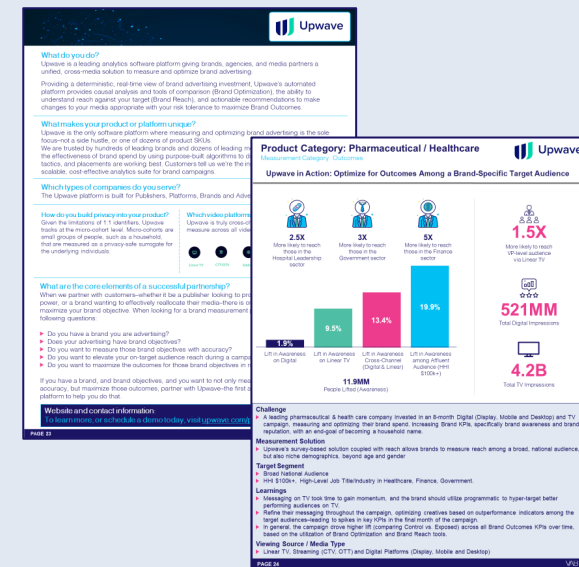 Upwave
What do you do?
Upwave is a leading analytics software platform giving brands, agencies, and media partners a
unified, cross-media solution to measure and optimize brand advertising.
Providing a deterministic, real-time view of brand advertising investment, Upwave's automated
platform provides causal analysis and tools of comparison (Brand Optimization), the ability to
understand reach against your target (Brand Reach), and actionable recommendations to make
changes to your media appropriate with your risk tolerance to maximize Brand Outcomes.
What makes your product or platform unique?
Upwave is the only software platform where measuring and optimizing brand advertising is the sole
focus–not a side hustle, or one of dozens of product SKUs.
We are trusted by hundreds of leading brands and dozens of leading
the effectiveness of brand spend by using purpose-built algorithms to
tactics, and placements are working best. Customers tell us we're the
scalable, cost-effective analytics suite for brand campaigns.
Which types of companies do you serve?
The Upwave platform is built for Publishers, Platforms, Brands and
How do you build privacy into your product?
Given the limitations of 1:1 identifiers, Upwave
tracks at the micro-cohort level. Micro-cohorts are
small groups of people, such as a household,
that are measured as a privacy-safe surrogate for
the underlying individuals.
Which video platforms
Upwave is truly
measure across all
What are the core elements of a successful partnership?
When we partner with customers–whether it be a publisher looking to
power, or a brand wanting to effectively reallocate their media–there is
maximize your brand objective. When looking for a brand measurement
following questions
Do you have a brand you are advertising?
Does your advertising have brand objectives?
Do you want to measure those brand objectives with accuracy?
Do you want to elevate your on-target audience reach during a
Do you want to maximize the outcomes for those brand objectives in
If you have a brand, and brand objectives, and you want to not only
accuracy, but maximize those outcomes, partner with Upwave–the first
platform to help you do that.
Website and contact information:
To learn more, or schedule a demo today, visit upwave.com/
PAGE 23
Product Category: Pharmaceutical / Healthcare
Measurement Category: Outcomes
Upwave
Upwave in Action: Optimize for Outcomes Among a Brand-Specific Target Audience
2.5X
More likely to reach
those in the
Hospital Leadership
sector
3X
More likely to reach
those in the
Government sector
5X
More likely to reach
those in the Finance
sector
1.5X
More likely to reach
VP-level audience
via Linear TV
521MM
Total Digital Impressions
4.2B
Total TV Impressions
1.9%
9.5%
13.4%
19.9%
Lift in Awareness
on Digital
Lift in Awareness
on Linear TV
Lift in Awareness
Cross-Channel
(Digital & Linear)
Lift in Awareness
among Affluent
Audience (HHI
$100k+)
11.9MM
People Lifted (Awareness)
Challenge
A leading pharmaceutical & health care company invested in an 8-month Digital (Display, Mobile and Desktop) and TV
campaign, measuring and optimizing their brand spend. Increasing Brand KPIs, specifically brand awareness and brand
reputation, with an end-goal of becoming a household name.
Measurement Solution
Upwave's survey-based solution coupled with reach allows brands to measure reach among a broad, national audience,
but also niche demographics, beyond age and gender
Target Segment
Broad National Audience
HHI $100k+, High-Level Job Title/Industry in Healthcare, Finance, Government.
Learnings
Messaging on TV took time to gain momentum, and the brand should utilize programmatic to hyper-target better
performing audiences on TV.
Refine their messaging throughout the campaign, optimizing creatives based on outperformance indicators among the
target audiences–leading to spikes in key KPIs in the final month of the campaign.
In general, the campaign drove higher lift (comparing Control vs. Exposed) across all Brand Outcomes KPIs over time,
based on the utilization of Brand Optimization and Brand Reach tools.
Viewing Source / Media Type
Linear TV, Streaming (CTV, OTT) and Digital Platforms (Display, Mobile and Desktop)
PAGE 24